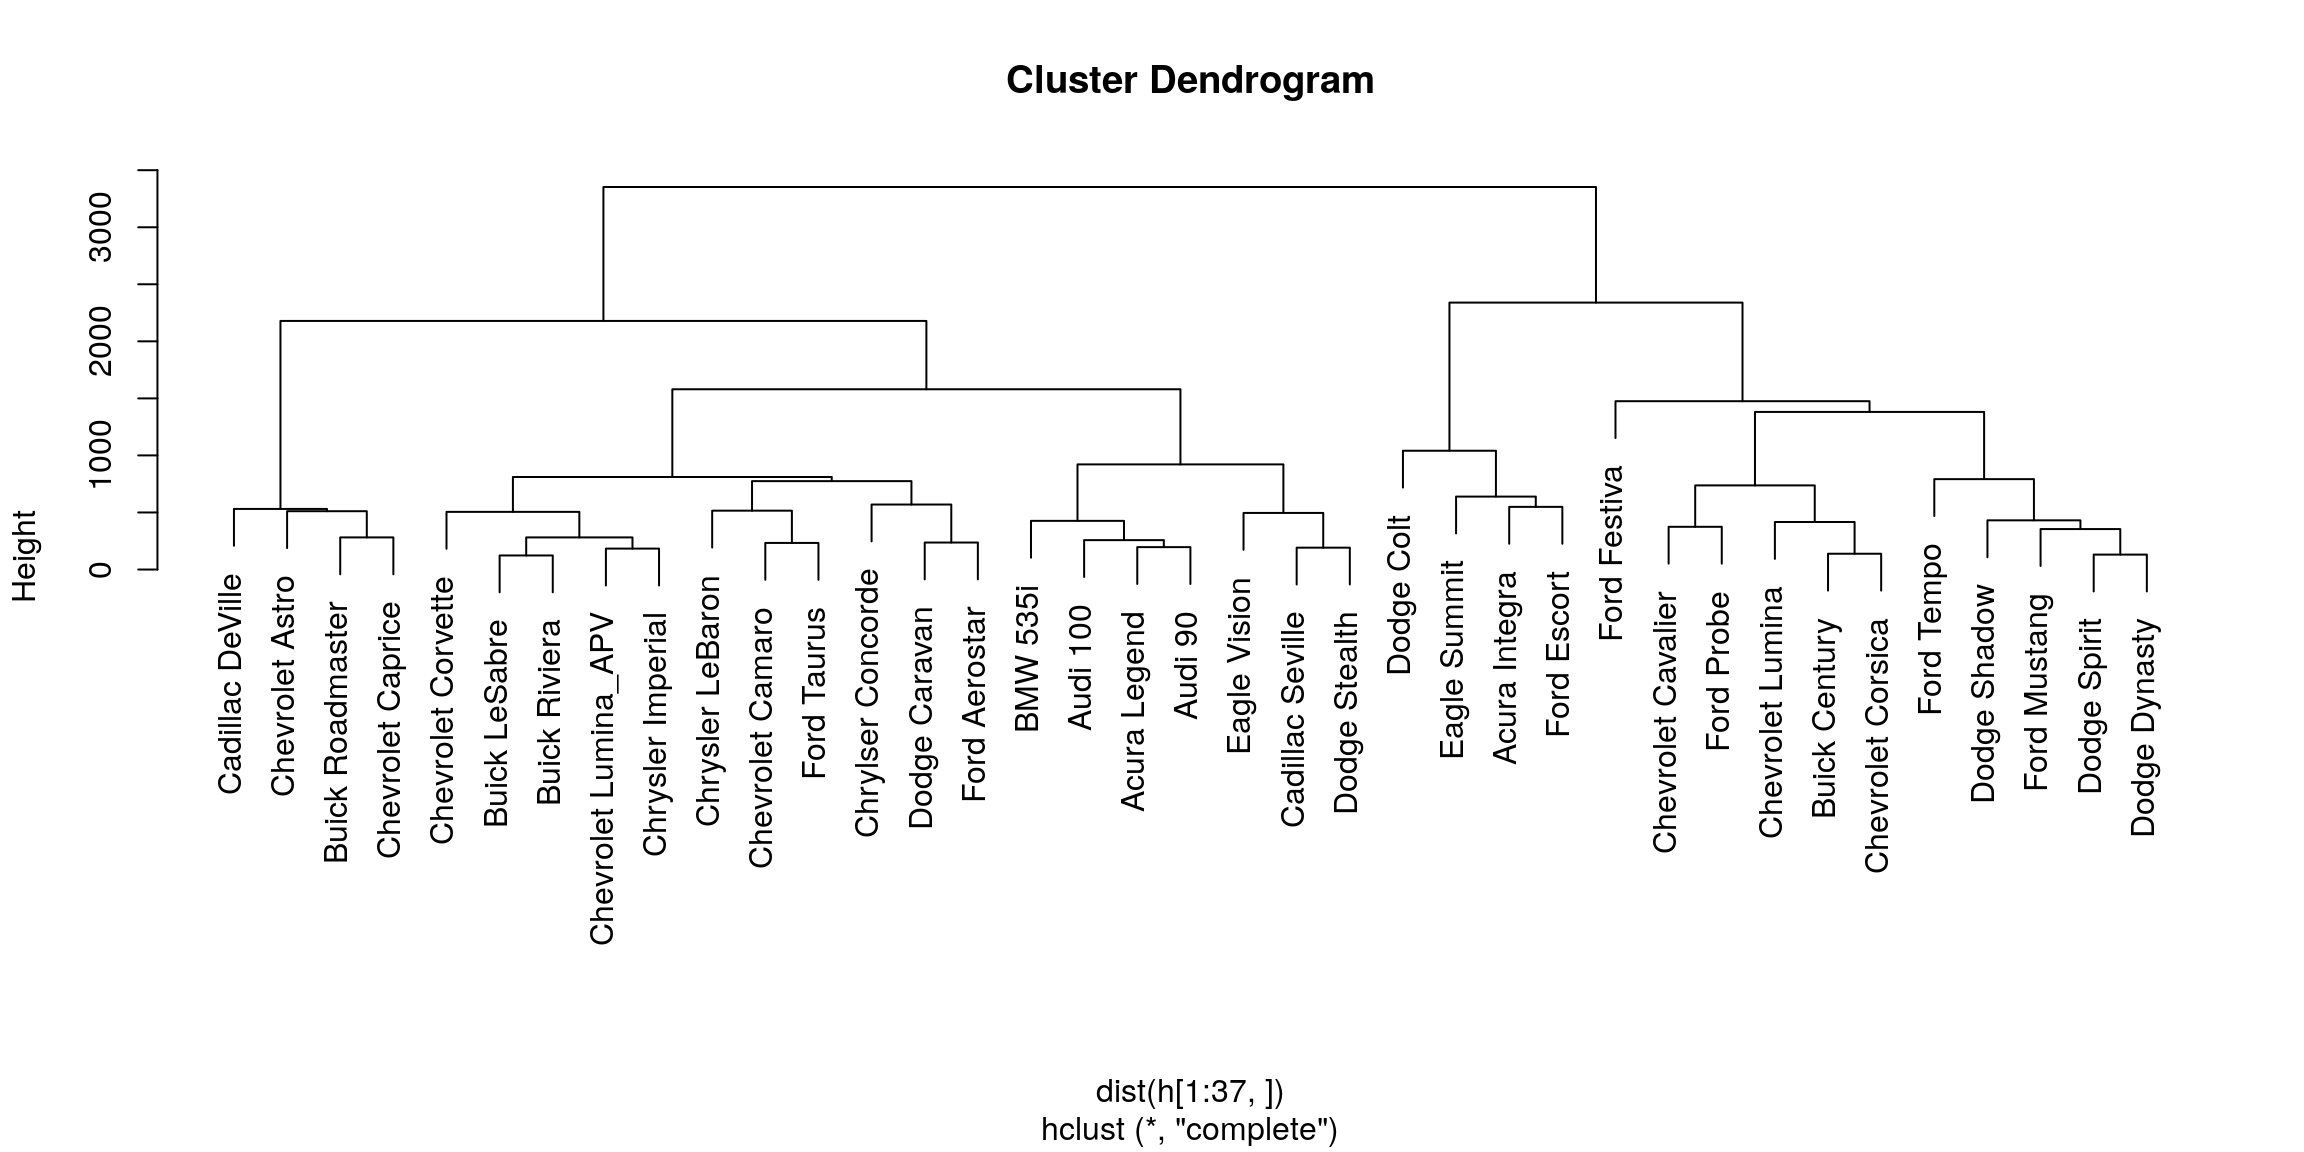 Cluster Dendrogram
Height
0
1000
2000
3000
Cadillac DeVille
Chevrolet Astro
Buick Roadmaster
Chevrolet Caprice
Chevrolet Corvette
Buick LeSabre
Buick Riviera
Chevrolet Lumina_APV
Chrysler Imperial
Chrysler LeBaron
Chevrolet Camaro
Ford Taurus
Chrylser Concorde
Dodge Caravan
Ford Aerostar
BMW 535i
Audi 100
Acura Legend
Audi 90
Eagle Vision
Cadillac Seville
Dodge Stealth
Dodge Colt
Eagle Summit
Acura Integra
Ford Escort
Ford Festiva
Chevrolet Cavalier
Ford Probe
Chevrolet Lumina
Buick Century
Chevrolet Corsica
Ford Tempo
Dodge Shadow
Ford Mustang
Dodge Spirit
Dodge Dynasty
dist(h[1:37, ])
hclust (*, "complete")